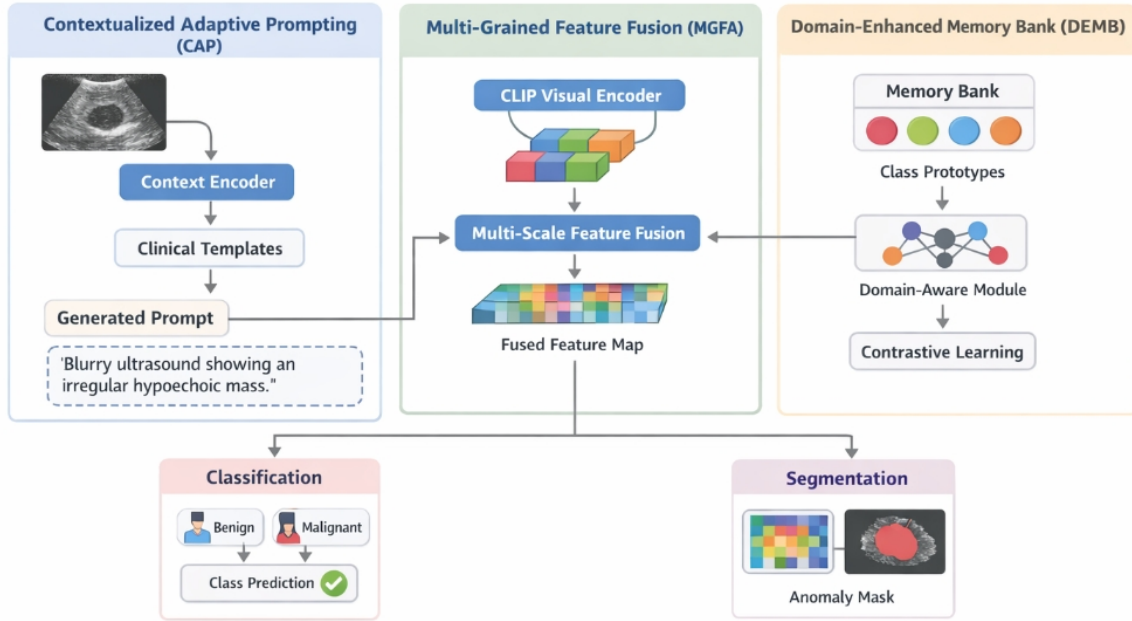 Contextualized Adaptive Prompting
(CAP)
Context Encoder
Clinical Templates
Generated Prompt
'Blurry ultrasound showing an
irregular hypoechoic mass."
Multi-Grained Feature Fusion (MGFA)
CLIP Visual Encoder
Multi-Scale Feature Fusion
Fused Feature Map
Domain-Enhanced Memory Bank (DEMB)
Memory Bank
Class Prototypes
Domain-Aware Module
Contrastive Learning
Classification
Benign
Malignant
Class Prediction
Segmentation
Anomaly Mask